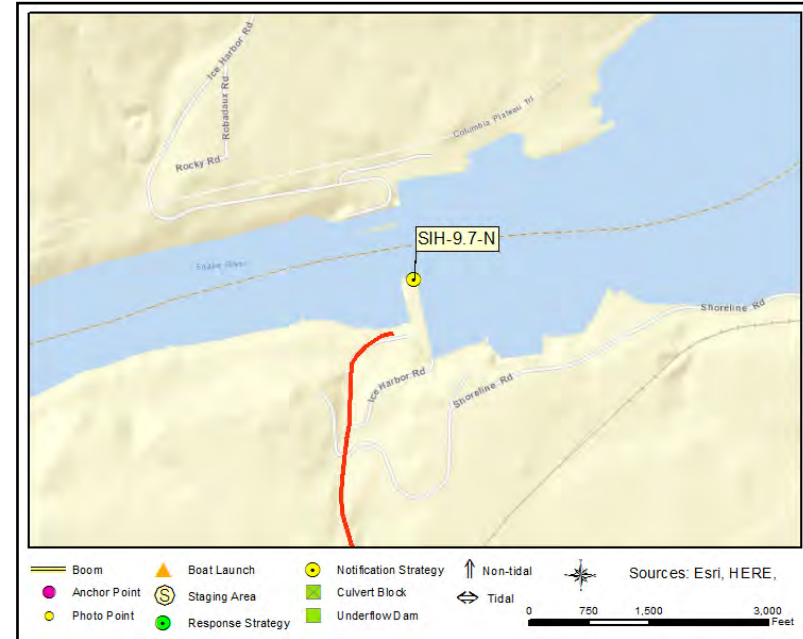 Ice Harbor Rd
Robadaux Rd
Rocky Rd
Columbia Plateau Trl
SIH-9.7-N
Snake River
Shoreline Rd
Ice Harbor Rd
Shoreline Rd
Boom
Boat Launch
Notification Strategy
Non-tidal
Sources: Esri, HERE,
Anchor Point
S Staging Area
Culvert Block
Tidal
Photo Point
Response Strategy
Underflow Dam
0 750 1,500 3,000
Feet